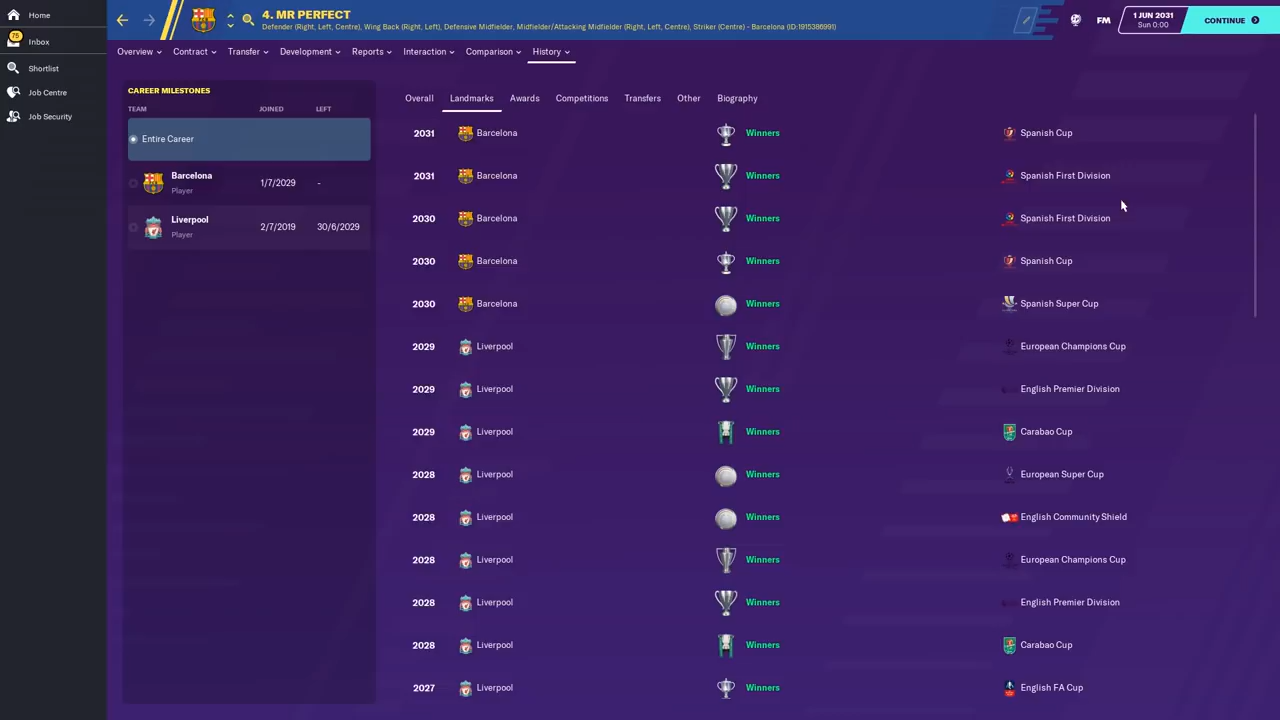 Home
75
Inbox
Shortlist
Job Centre
Job Security
4. MR PERFECT
Defender (Right, Left, Centre), Wing Back (Right, Left), Defensive Midfielder, Midfielder/Attacking Midfielder (Right, Left, Centre), Striker (Centre) - Barcelona (ID:1915386991)
FM
1 JUN 2031
Sun 0:00
CONTINUE
Overview
Contract
Transfer
Development
Reports
Interaction
Comparison
History
CAREER MILESTONES
TEAM JOINED LEFT
Entire Career
Barcelona
Player
1/7/2029 -
Liverpool
Player
2/7/2019 30/6/2029
Overall Landmarks Awards Competitions Transfers Other Biography
2031 Barcelona Winners Spanish Cup
2031 Barcelona Winners Spanish First Division
2030 Barcelona Winners Spanish First Division
2030 Barcelona Winners Spanish Cup
2030 Barcelona Winners Spanish Super Cup
2029 Liverpool Winners European Champions Cup
2029 Liverpool Winners English Premier Division
2029 Liverpool Winners Carabao Cup
2028 Liverpool Winners European Super Cup
2028 Liverpool Winners English Community Shield
2028 Liverpool Winners European Champions Cup
2028 Liverpool Winners English Premier Division
2028 Liverpool Winners Carabao Cup
2027 Liverpool Winners English FA Cup